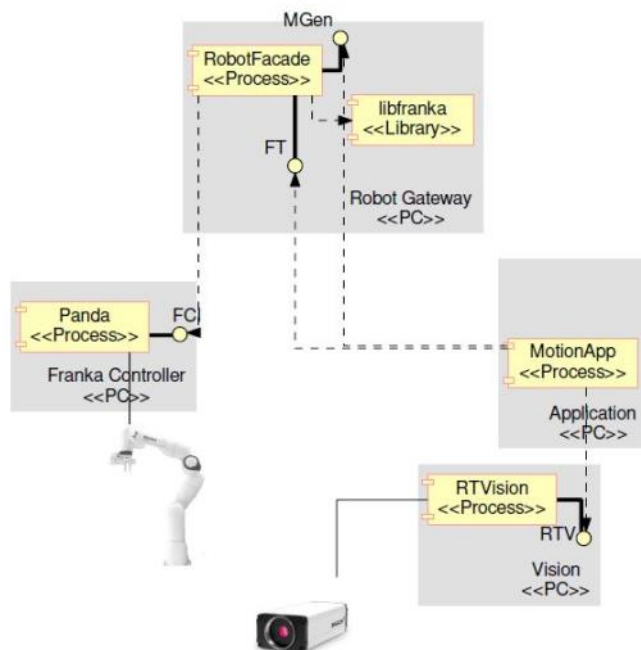 MGen
RobotFacade
<<Process>>
libfranka
<<Library>>
FT
Robot Gateway
<<PC>>
Panda
<<Process>>
FCI
Franka Controller
<<PC>>
MotionApp
<<Process>>
Application
<<PC>>
RTVision
<<Process>>
RTV
Vision
<<PC>>